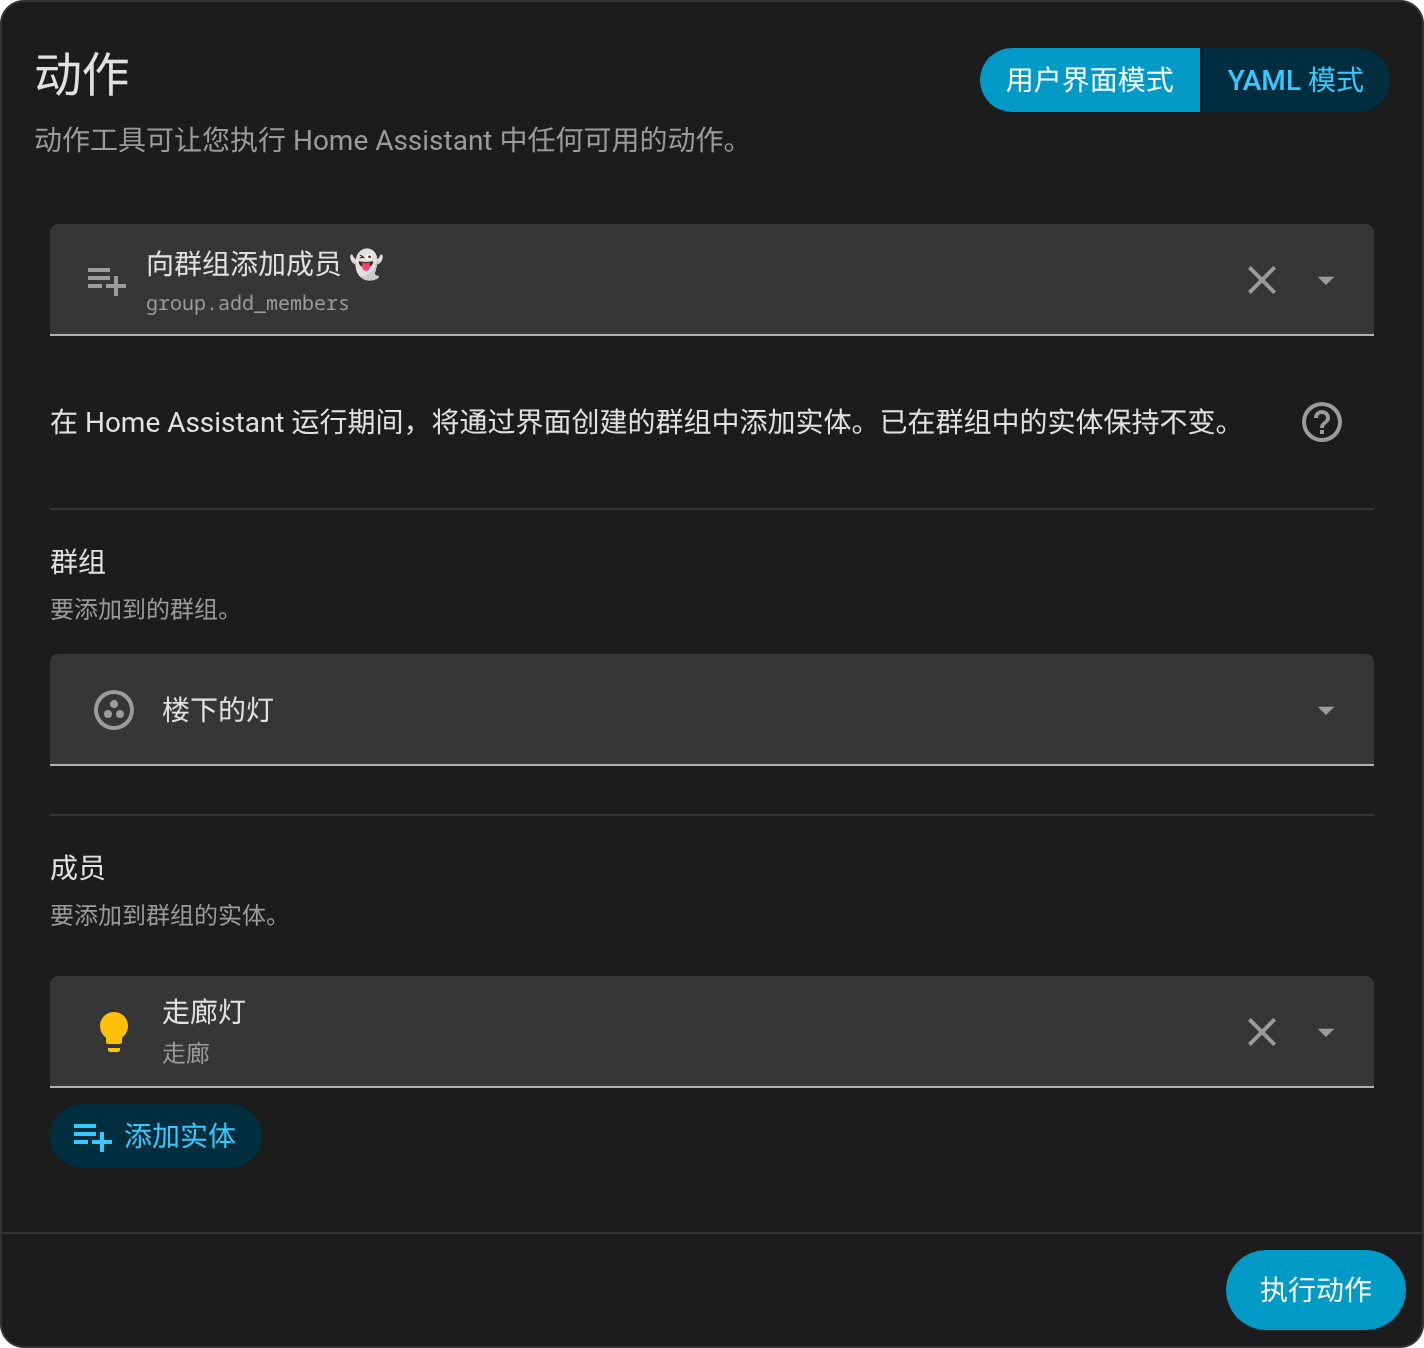 动作
用户界面模式
YAML 模式
动作工具可让您执行 Home Assistant 中任何可用的动作。
向群组添加成员 👻
group.add_members
在 Home Assistant 运行期间，将通过界面创建的群组中添加实体。已在群组中的实体保持不变。
群组
要添加到的群组。
楼下的灯
成员
要添加到群组的实体。
走廊灯
走廊
添加实体
执行动作